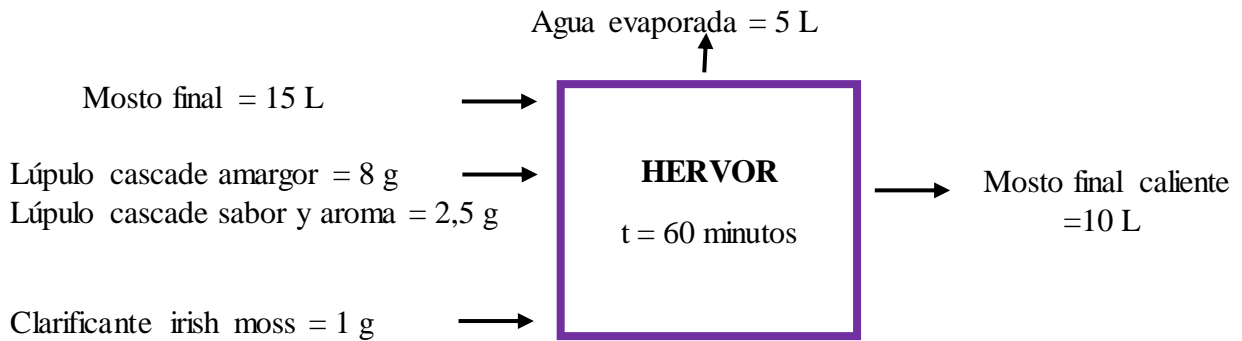 Agua evaporada = 5 L
Mosto final = 15 L
Lúpulo cascade amargor = 8 g
Lúpulo cascade sabor y aroma = 2,5 g
Clarificante irish moss = 1 g
HERVOR
t = 60 minutos
Mosto final caliente
=10 L